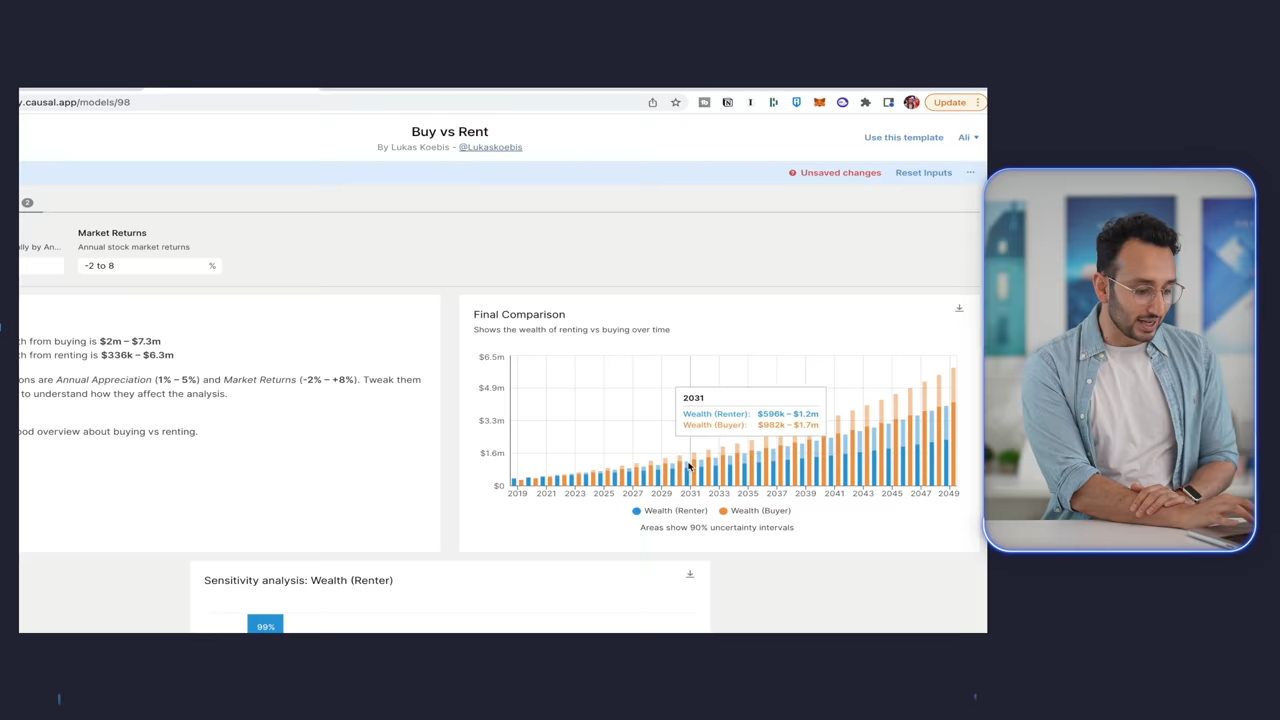 y.causal.app/models/98
Update
Buy vs Rent
By Lukas Koebis - @Lukaskoebis
Use this template
Ali
Unsaved changes
Reset Inputs
2
Market Returns
ally by An...
Annual stock market returns
-2 to 8
%
th from buying is $2m – $7.3m
th from renting is $336k – $6.3m
ons are Annual Appreciation (1% – 5%) and Market Returns (-2% – +8%). Tweak them
to understand how they affect the analysis.
ood overview about buying vs renting.
Final Comparison
Shows the wealth of renting vs buying over time
$6.5m
$4.9m
$3.3m
$1.6m
$0
2031
Wealth (Renter): $596k – $1.2m
Wealth (Buyer): $982k – $1.7m
2019 2021 2023 2025 2027 2029 2031 2033 2035 2037 2039 2041 2043 2045 2047 2049
Wealth (Renter) Wealth (Buyer)
Areas show 90% uncertainty intervals
Sensitivity analysis: Wealth (Renter)
99%